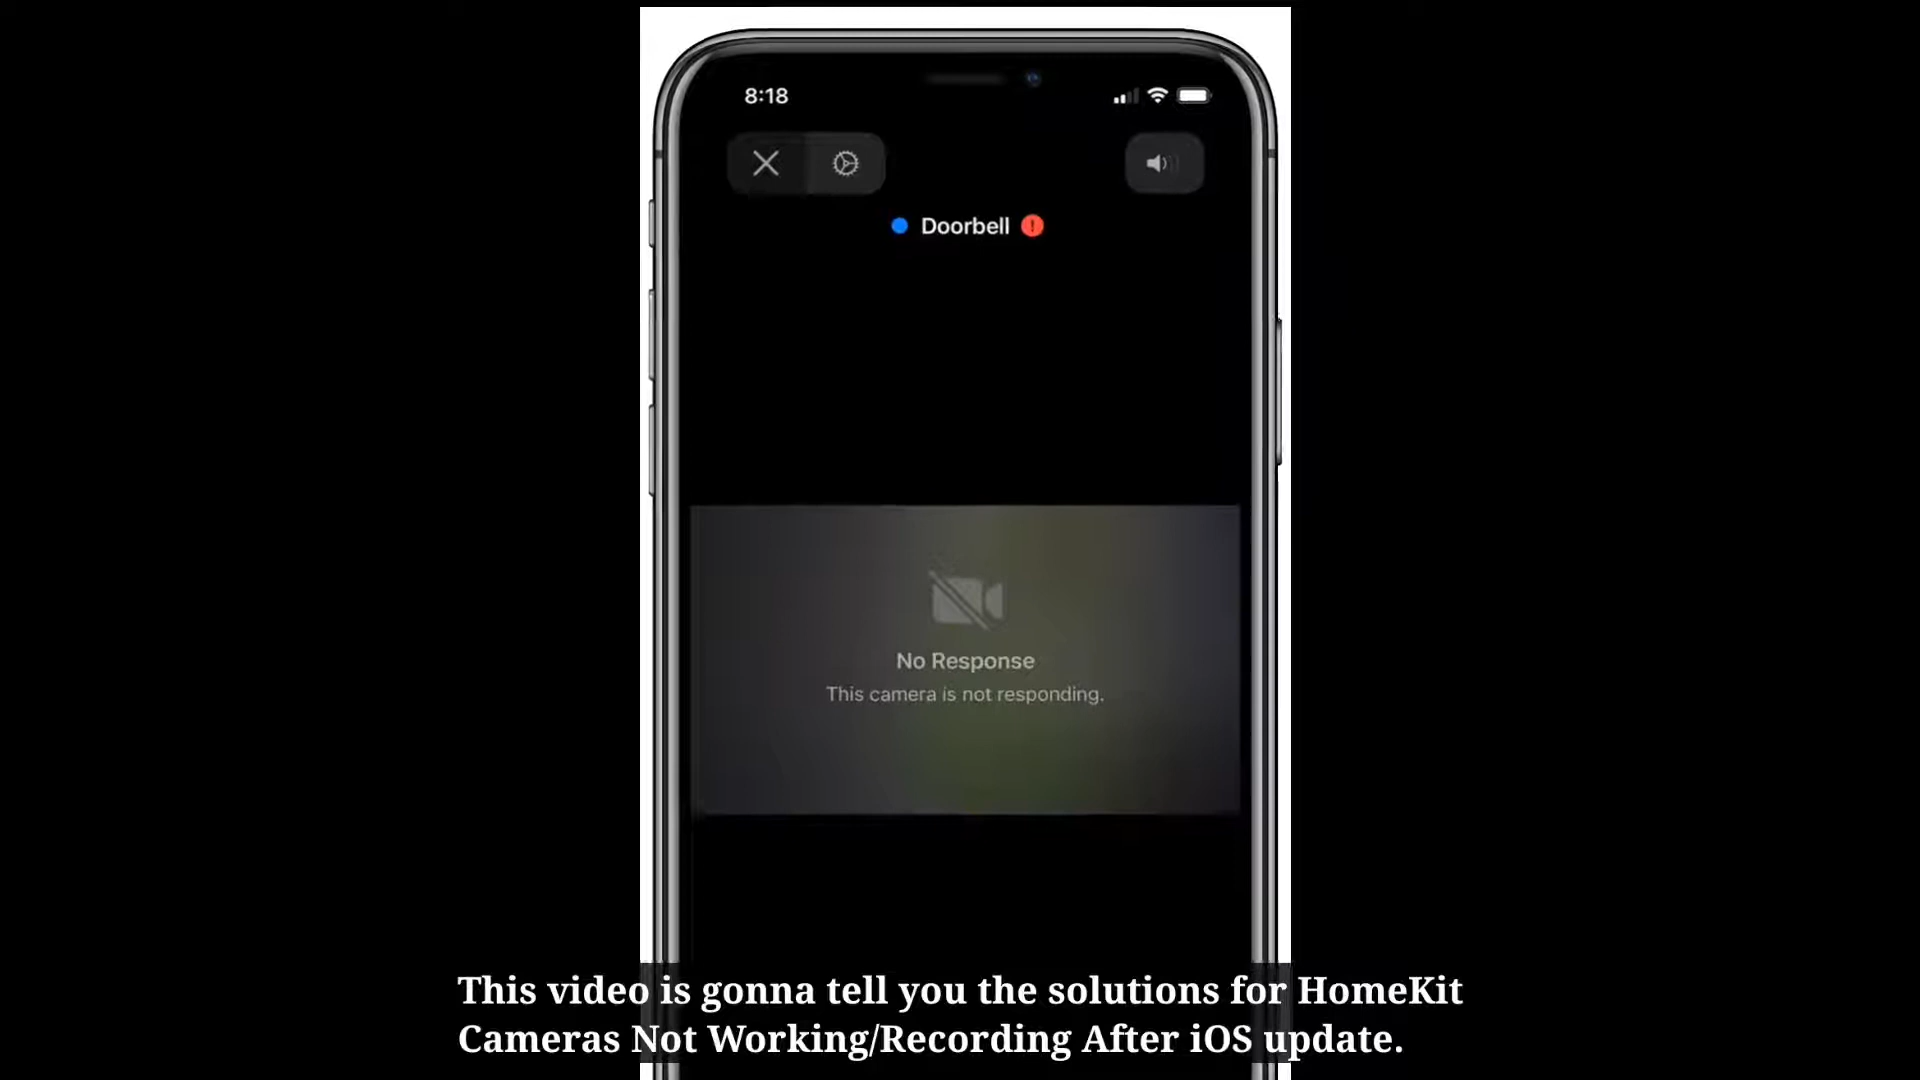 8:18
Doorbell
No Response
This camera is not responding.
This video is gonna tell you the solutions for HomeKit
Cameras Not Working/Recording After iOS update.